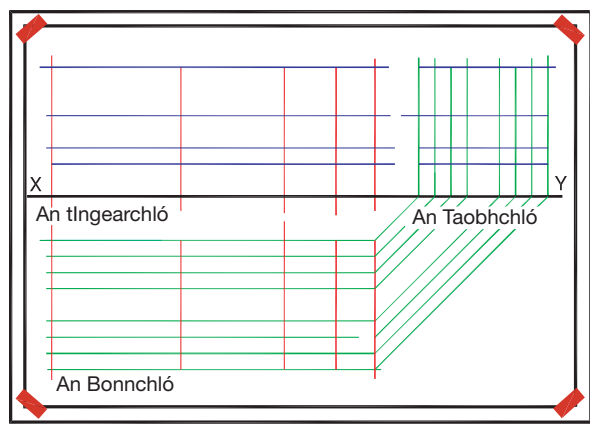 X
Y
An tIngearchló
An Taobhchló
An Bonnchló